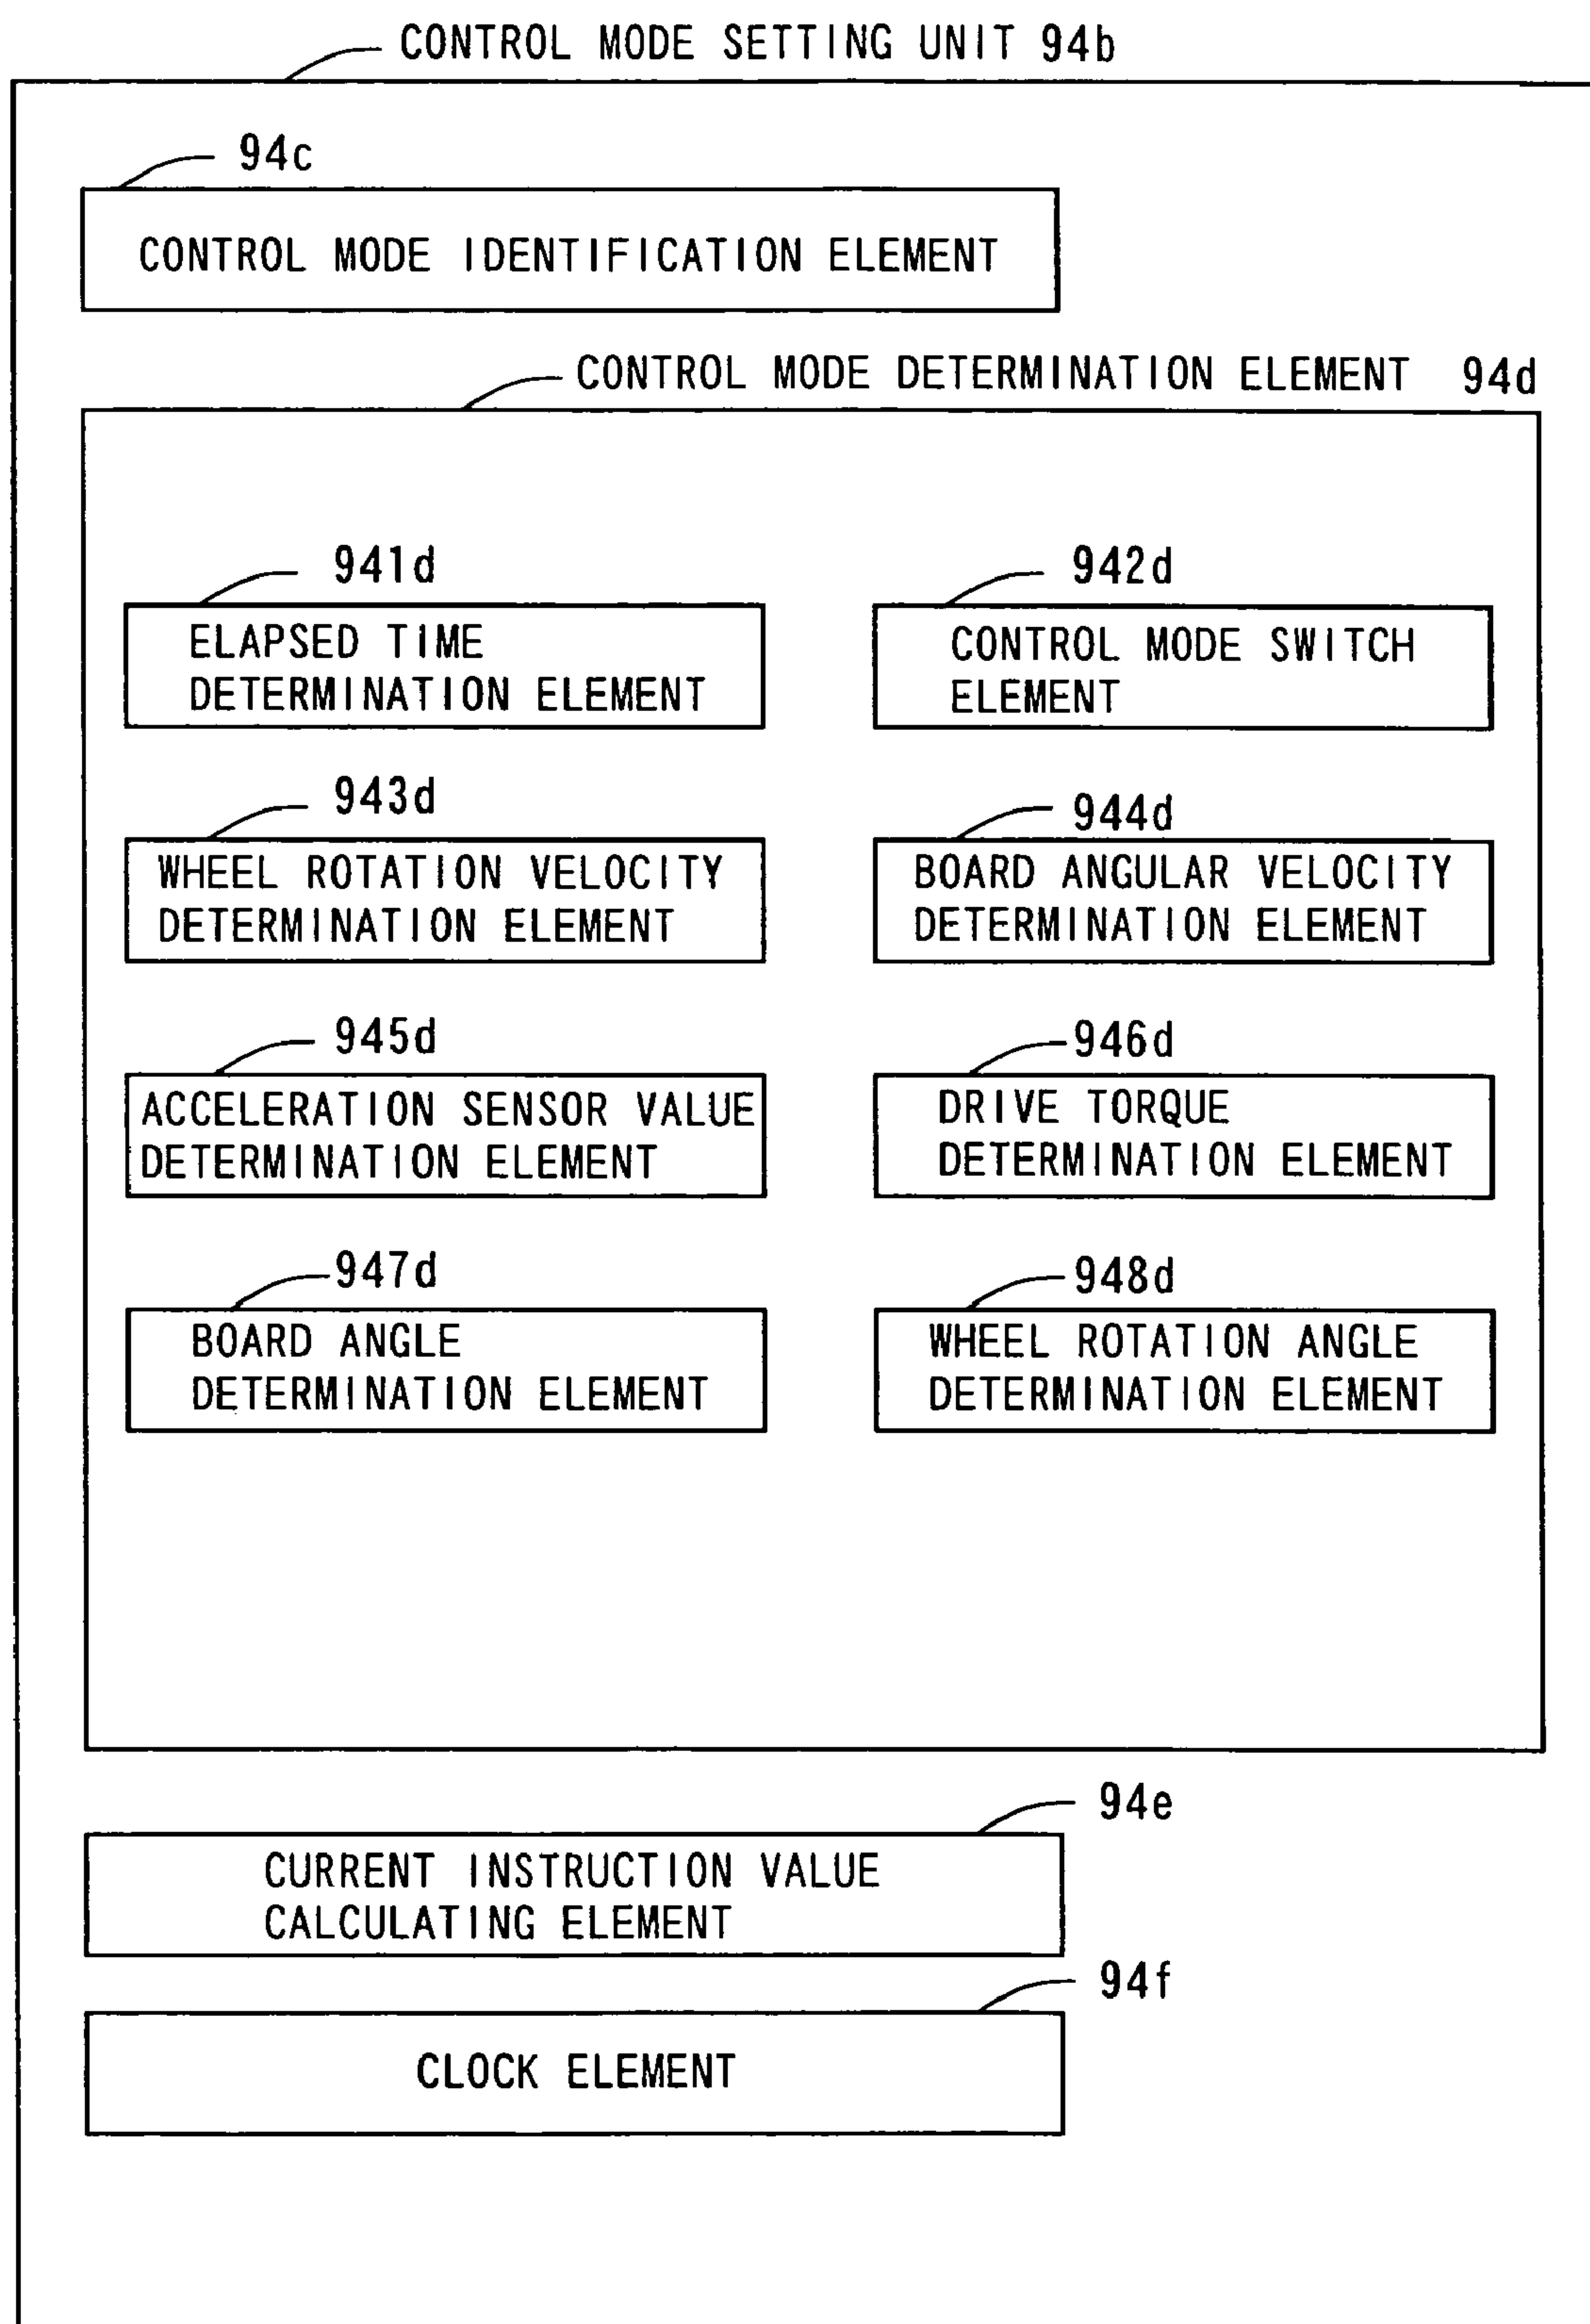 CONTROL MODE SETTING UNIT 94b
94c
CONTROL MODE IDENTIFICATION ELEMENT
CONTROL MODE DETERMINATION ELEMENT 94d
941d
ELAPSED TIME
DETERMINATION ELEMENT
942d
CONTROL MODE SWITCH
ELEMENT
943d
WHEEL ROTATION VELOCITY
DETERMINATION ELEMENT
944d
BOARD ANGULAR VELOCITY
DETERMINATION ELEMENT
945d
ACCELERATION SENSOR VALUE
DETERMINATION ELEMENT
946d
DRIVE TORQUE
DETERMINATION ELEMENT
947d
BOARD ANGLE
DETERMINATION ELEMENT
948d
WHEEL ROTATION ANGLE
DETERMINATION ELEMENT
94e
CURRENT INSTRUCTION VALUE
CALCULATING ELEMENT
94f
CLOCK ELEMENT